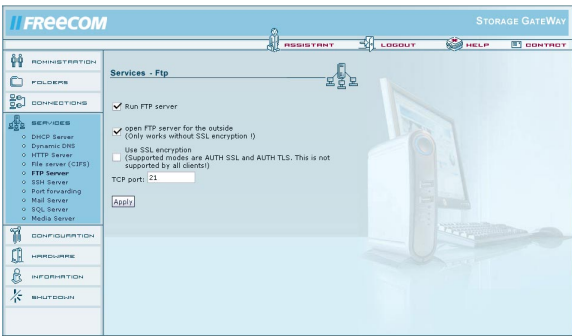 FREECOM
STORAGE GATEWAY
ASSISTANT
LOGOUT
HELP
CONTACT
ADMINISTRATION
FOLDERS
CONNECTIONS
SERVICES
DHCP Server
Dynamic DNS
HTTP Server
File server (CIFS)
FTP Server
SSH Server
Port forwarding
Mail Server
SQL Server
Media Server
CONFIGURATION
HARDWARE
INFORMATION
SHUTDOWN
Services - Ftp
Run FTP server
open FTP server for the outside
(Only works without SSL encryption !)
Use SSL encryption
(Supported modes are AUTH SSL and AUTH TLS. This is not
supported by all clients!)
TCP port: 21
Apply